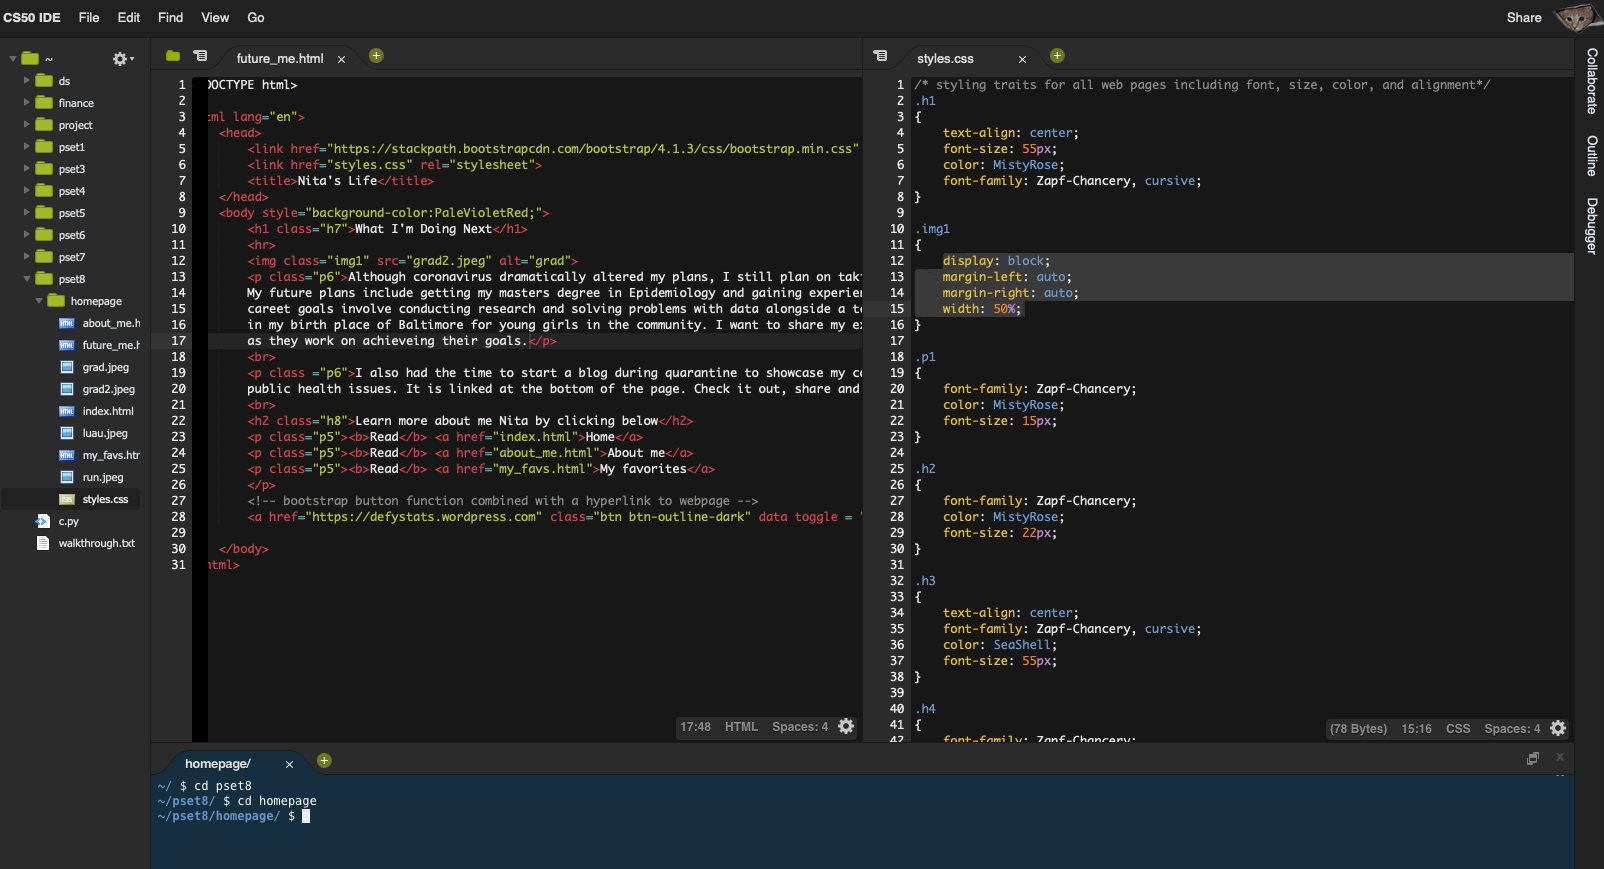 CS50 IDE File Edit Find View Go Share
~
ds
finance
project
pset1
pset3
pset4
pset5
pset6
pset7
pset8
homepage
about_me.h
future_me.h
grad.jpeg
grad2.jpeg
index.html
luau.jpeg
my_favs.htm
run.jpeg
styles.css
c.py
walkthrough.txt
future_me.html
1 DOCTYPE html>
2
3 tml lang="en">
4 <head>
5 <link href="https://stackpath.bootstrapcdn.com/bootstrap/4.1.3/css/bootstrap.min.css"
6 <link href="styles.css" rel="stylesheet">
7 <title>Nita's Life</title>
8 </head>
9 <body style="background-color:PaleVioletRed;">
10 <h1 class="h7">What I'm Doing Next</h1>
11 <hr>
12 <img class="img1" src="grad2.jpeg" alt="grad">
13 <p class="p6">Although coronavirus dramatically altered my plans, I still plan on tak
14 My future plans include getting my masters degree in Epidemiology and gaining experien
15 career goals involve conducting research and solving problems with data alongside a te
16 in my birth place of Baltimore for young girls in the community. I want to share my ex
17 as they work on achieveing their goals.</p>
18 <br>
19 <p class ="p6">I also had the time to start a blog during quarantine to showcase my co
20 public health issues. It is linked at the bottom of the page. Check it out, share and
21 <br>
22 <h2 class="h8">Learn more about me Nita by clicking below</h2>
23 <p class="p5"><b>Read</b> <a href="index.html">Home</a>
24 <p class="p5"><b>Read</b> <a href="about_me.html">About me</a>
25 <p class="p5"><b>Read</b> <a href="my_favs.html">My favorites</a>
26 </p>
27 <!-- bootstrap button function combined with a hyperlink to webpage -->
28 <a href="https://defystats.wordpress.com" class="btn btn-outline-dark" data toggle = "
29
30 </body>
31 html>
17:48 HTML Spaces: 4
styles.css
1 /* styling traits for all web pages including font, size, color, and alignment*/
2 .h1
3 {
4 text-align: center;
5 font-size: 55px;
6 color: MistyRose;
7 font-family: Zapf-Chancery, cursive;
8 }
9
10 .img1
11 {
12 display: block;
13 margin-left: auto;
14 margin-right: auto;
15 width: 50%;
16 }
17
18 .p1
19 {
20 font-family: Zapf-Chancery;
21 color: MistyRose;
22 font-size: 15px;
23 }
24
25 .h2
26 {
27 font-family: Zapf-Chancery;
28 color: MistyRose;
29 font-size: 22px;
30 }
31
32 .h3
33 {
34 text-align: center;
35 font-family: Zapf-Chancery, cursive;
36 color: SeaShell;
37 font-size: 55px;
38 }
39
40 .h4
41 {
42 font-family: Zapf-Chancery;
(78 Bytes) 15:16 CSS Spaces: 4
Collaborate
Outline
Debugger
homepage/
~/ $ cd pset8
~/pset8/ $ cd homepage
~/pset8/homepage/ $